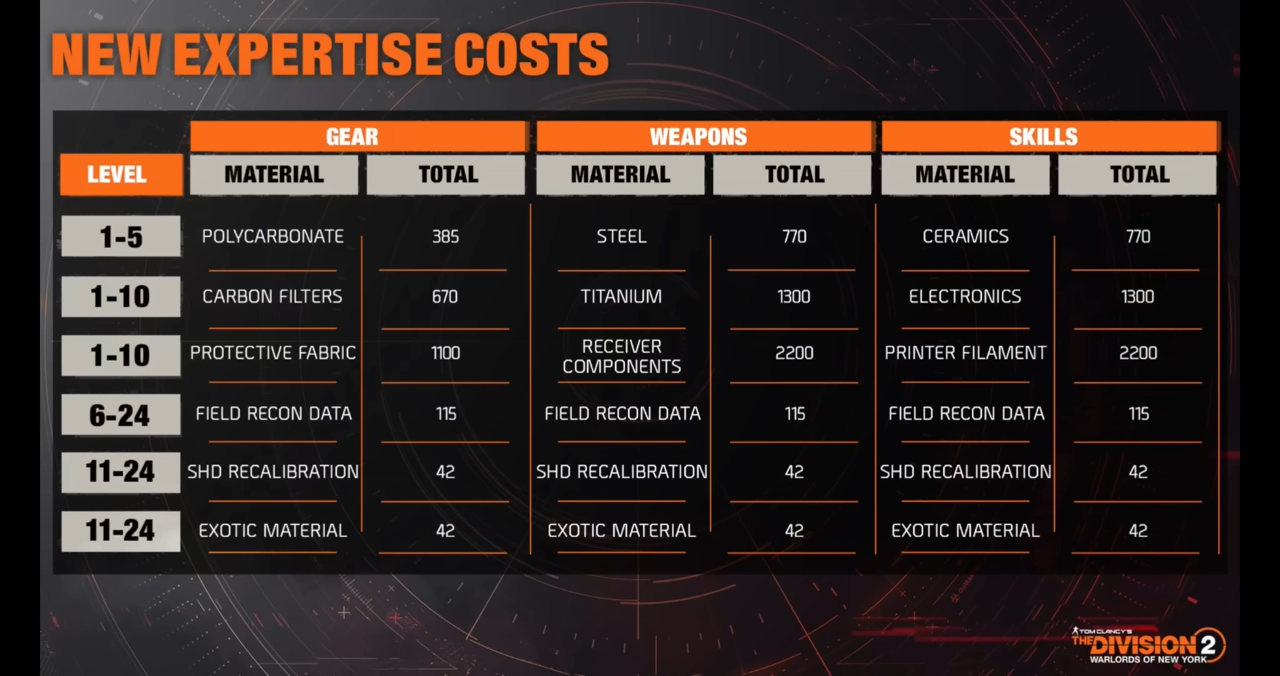 NEW EXPERTISE COSTS
GEAR WEAPONS SKILLS
LEVEL MATERIAL TOTAL MATERIAL TOTAL MATERIAL TOTAL
1-5 POLYCARBONATE 385 STEEL 770 CERAMICS 770
1-10 CARBON FILTERS 670 TITANIUM 1300 ELECTRONICS 1300
1-10 PROTECTIVE FABRIC 1100 RECEIVER COMPONENTS 2200 PRINTER FILAMENT 2200
6-24 FIELD RECON DATA 115 FIELD RECON DATA 115 FIELD RECON DATA 115
11-24 SHD RECALIBRATION 42 SHD RECALIBRATION 42 SHD RECALIBRATION 42
11-24 EXOTIC MATERIAL 42 EXOTIC MATERIAL 42 EXOTIC MATERIAL 42
TOM CLANCY'S
THE DIVISION 2
WARLORDS OF NEW YORK